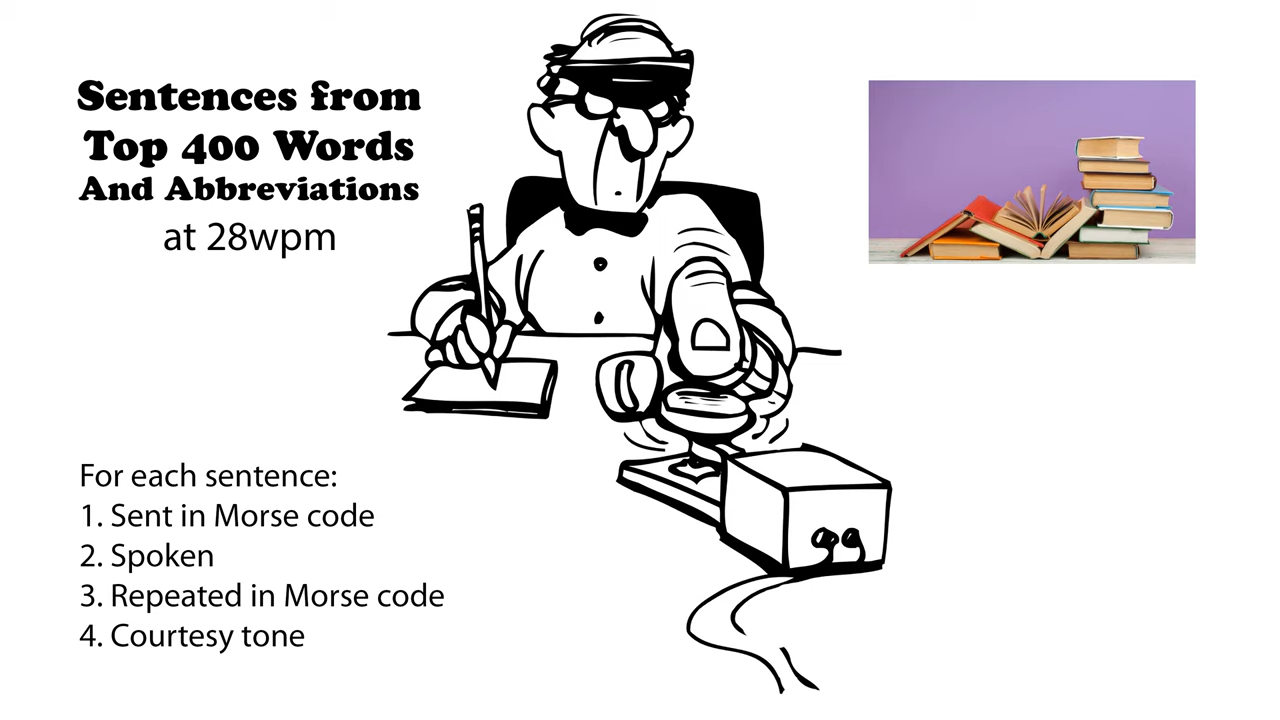 Sentences from
Top 400 Words
And Abbreviations
at 28wpm
For each sentence:
1. Sent in Morse code
2. Spoken
3. Repeated in Morse code
4. Courtesy tone